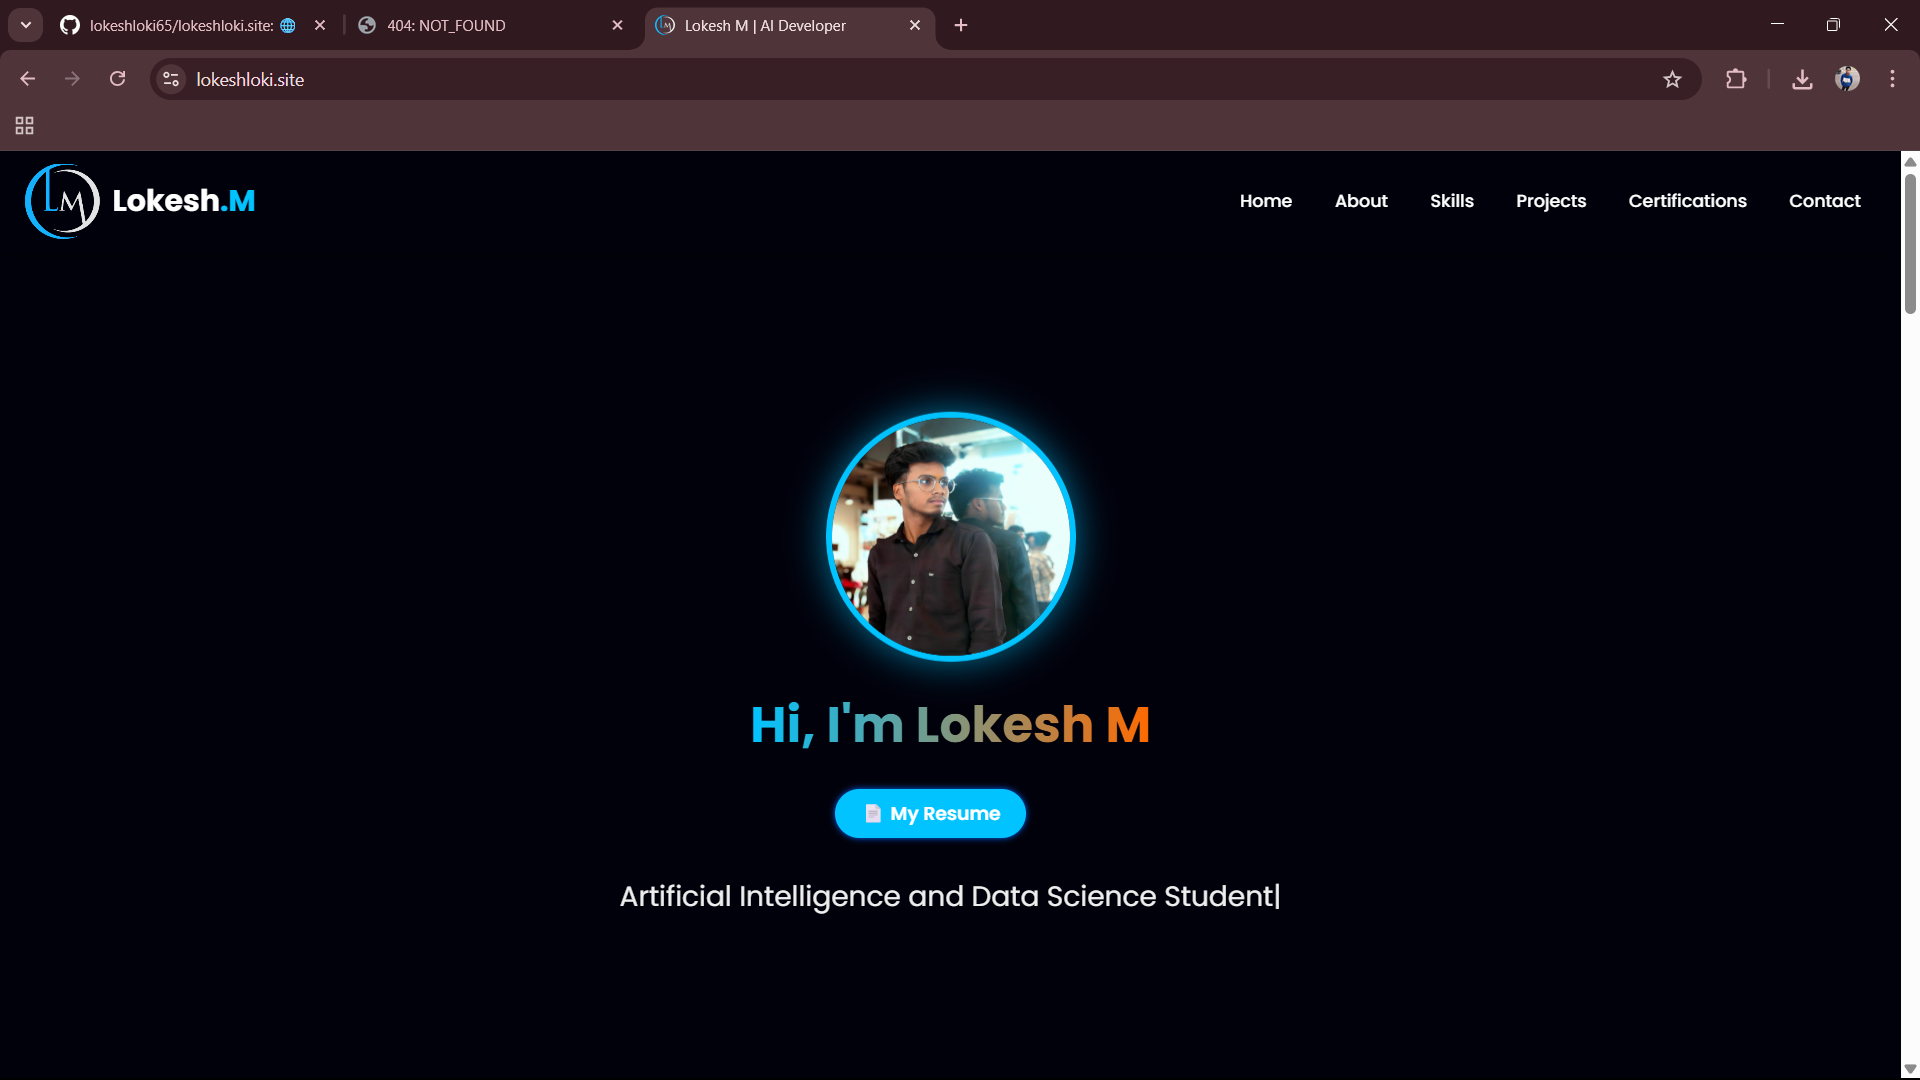 lokeshloki65/lokeshloki.site: 🌐
404: NOT_FOUND
Lokesh M | AI Developer
lokeshloki.site
LM
Lokesh.M
Home
About
Skills
Projects
Certifications
Contact
Hi, I'm Lokesh M
📄 My Resume
Artificial Intelligence and Data Science Student|